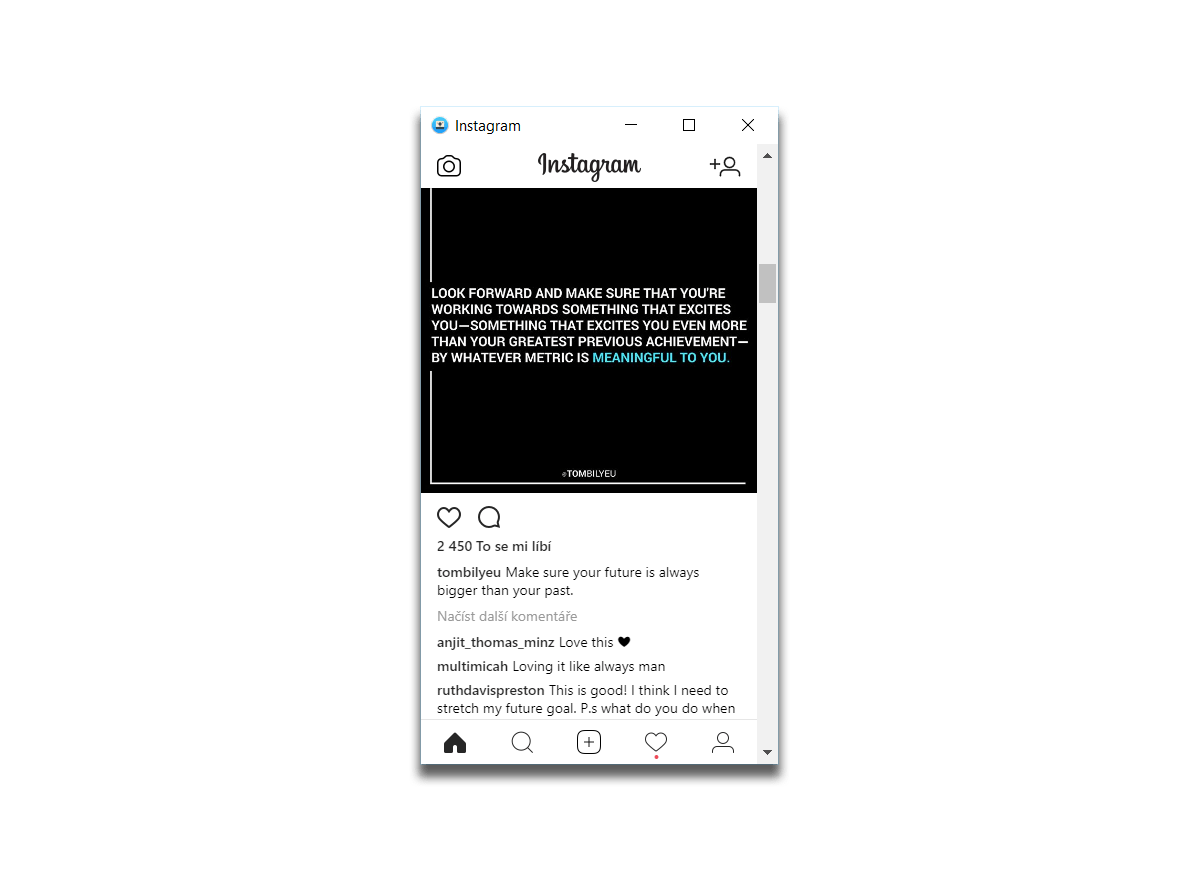 Instagram
Instagram
LOOK FORWARD AND MAKE SURE THAT YOU'RE
WORKING TOWARDS SOMETHING THAT EXCITES
YOU—SOMETHING THAT EXCITES YOU EVEN MORE
THAN YOUR GREATEST PREVIOUS ACHIEVEMENT—
BY WHATEVER METRIC IS MEANINGFUL TO YOU.
@TOMBILYEU
2 450 To se mi líbí
tombilyeu Make sure your future is always
bigger than your past.
Načíst další komentáře
anjit_thomas_minz Love this 🖤
multimicah Loving it like always man
ruthdavispreston This is good! I think I need to
stretch my future goal. P.s what do you do when